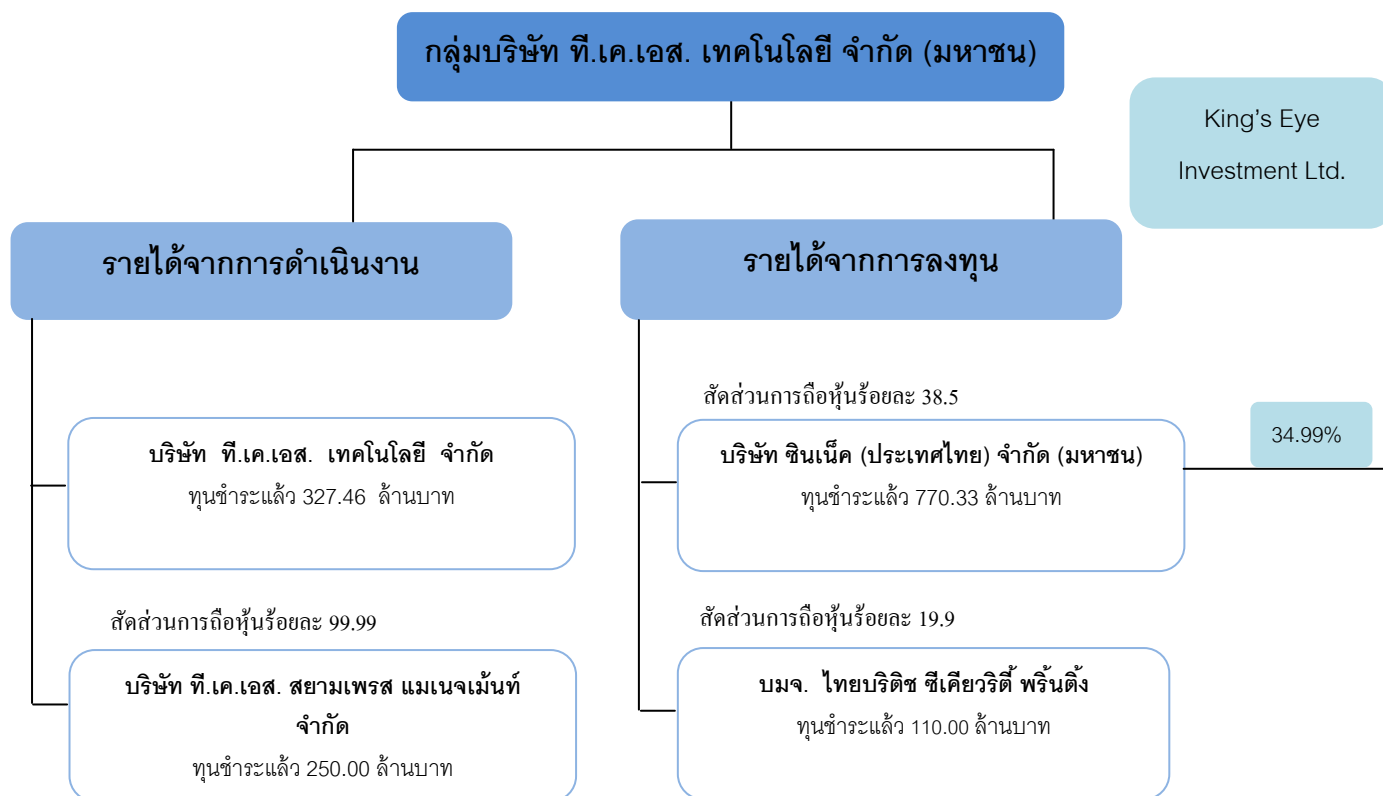 กลุ่มบริษัท ที.เค.เอส. เทคโนโลยี จำกัด (มหาชน)
King's Eye
Investment Ltd.
รายได้จากการดำเนินงาน
รายได้จากการลงทุน
บริษัท ที.เค.เอส. เทคโนโลยี จำกัด
ทุนชำระแล้ว 327.46 ล้านบาท
สัดส่วนการถือหุ้นร้อยละ 99.99
บริษัท ที.เค.เอส. สยามเพรส แมเนจเม้นท์
จำกัด
ทุนชำระแล้ว 250.00 ล้านบาท
สัดส่วนการถือหุ้นร้อยละ 38.5
บริษัท ซินเน็ค (ประเทศไทย) จำกัด (มหาชน)
ทุนชำระแล้ว 770.33 ล้านบาท
34.99%
สัดส่วนการถือหุ้นร้อยละ 19.9
บมจ. ไทยบริติช ซีเคียวริตี้ พริ้นติ้ง
ทุนชำระแล้ว 110.00 ล้านบาท